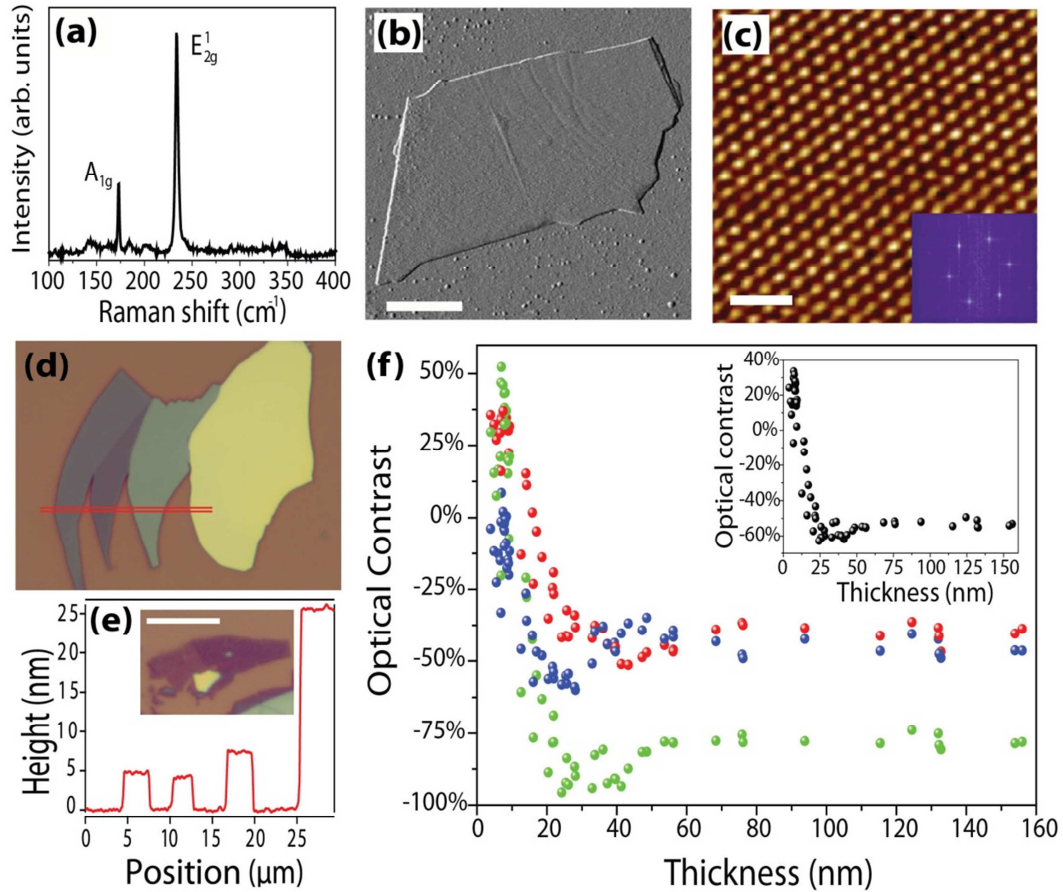 (a)
Intensity (arb. units)
A1g
E¹2g
100 150 200 250 300 350 400
Raman shift (cm-1)
(b)
(c)
(d)
(e)
Height (nm)
25
20
15
10
5
0
0 5 10 15 20 25
Position (μm)
(f)
Optical Contrast
50%
25%
0%
-25%
-50%
-75%
-100%
0 20 40 60 80 100 120 140 160
Thickness (nm)
Optical contrast
40%
20%
0%
-20%
-40%
-60%
0 25 50 75 100 125 150
Thickness (nm)